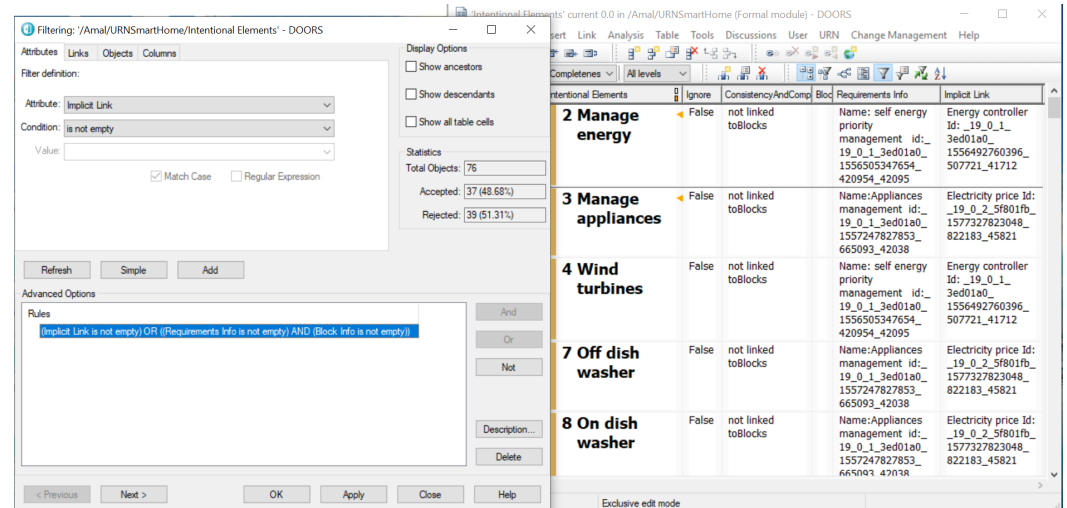 'Intentional Elements' current 0.0 in /Amal/URNSmartHome (Formal module) - DOORS
Filtering: '/Amal/URNSmartHome/Intentional Elements' - DOORS
Attributes Links Objects Columns
Filter definition:
Attribute: Implicit Link
Condition: is not empty
Value:
Match Case Regular Expression
Display Options
Show ancestors
Show descendants
Show all table cells
Statistics
Total Objects: 76
Accepted: 37 (48.68%)
Rejected: 39 (51.31%)
Refresh Simple Add
Advanced Options
Rules
(Implicit Link is not empty) OR ((Requirements Info is not empty) AND (Block Info is not empty))
And
Or
Not
Description...
Delete
< Previous Next > OK Apply Close Help
sert Link Analysis Table Tools Discussions User URN Change Management Help
Completenes All levels
ntentional Elements Ignore ConsistencyAndComp Bloc Requirements Info Implicit Link
2 Manage
energy
False
not linked
toBlocks
Name: self energy
priority
management id:_
19_0_1_3ed01a0_
1556505347654_
420954_42095
Energy controller
Id: _19_0_1_
3ed01a0_
1556492760396_
507721_41712
3 Manage
appliances
False
not linked
toBlocks
Name:Appliances
management id:_
19_0_1_3ed01a0_
1557247827853_
665093_42038
Electricity price Id:
_19_0_2_5f801fb_
1577327823048_
822183_45821
4 Wind
turbines
False
not linked
toBlocks
Name: self energy
priority
management id:_
19_0_1_3ed01a0_
1556505347654_
420954_42095
Energy controller
Id: _19_0_1_
3ed01a0_
1556492760396_
507721_41712
7 Off dish
washer
False
not linked
toBlocks
Name:Appliances
management id:_
19_0_1_3ed01a0_
1557247827853_
665093_42038
Electricity price Id:
_19_0_2_5f801fb_
1577327823048_
822183_45821
8 On dish
washer
False
not linked
toBlocks
Name:Appliances
management id:_
19_0_1_3ed01a0_
1557247827853_
665093_42038
Electricity price Id:
_19_0_2_5f801fb_
1577327823048_
822183_45821
Exclusive edit mode